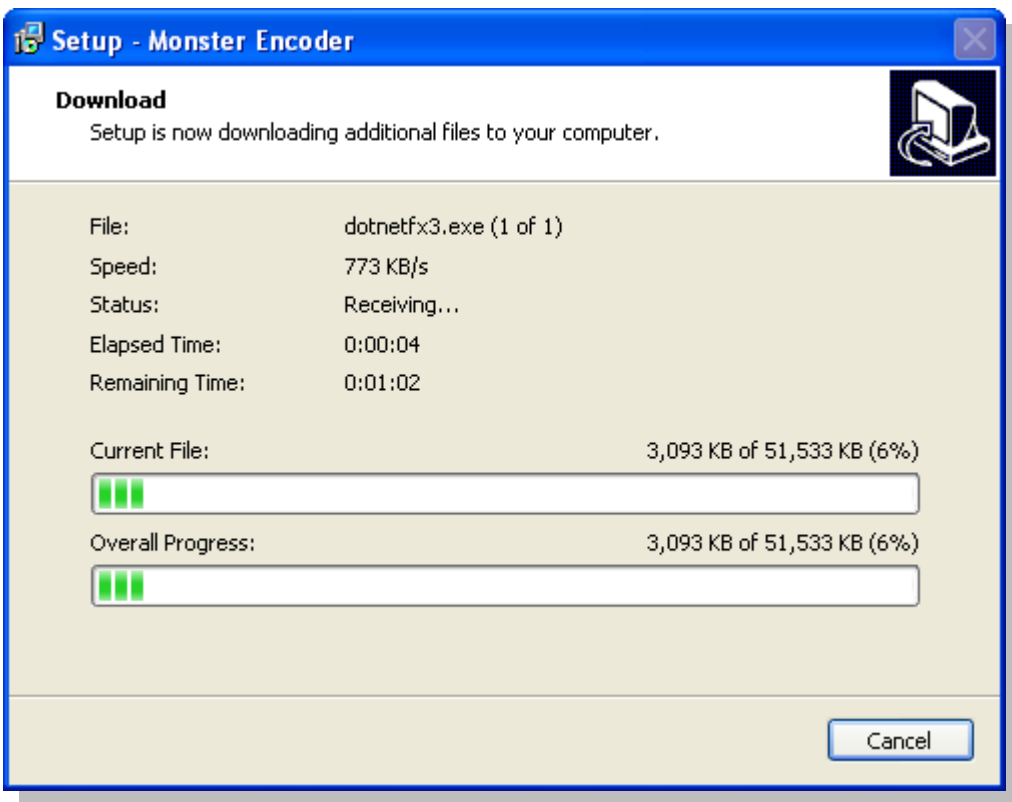 Setup - Monster Encoder
Download
Setup is now downloading additional files to your computer.
File: dotnetfx3.exe (1 of 1)
Speed: 773 KB/s
Status: Receiving...
Elapsed Time: 0:00:04
Remaining Time: 0:01:02
Current File: 3,093 KB of 51,533 KB (6%)
Overall Progress: 3,093 KB of 51,533 KB (6%)
Cancel